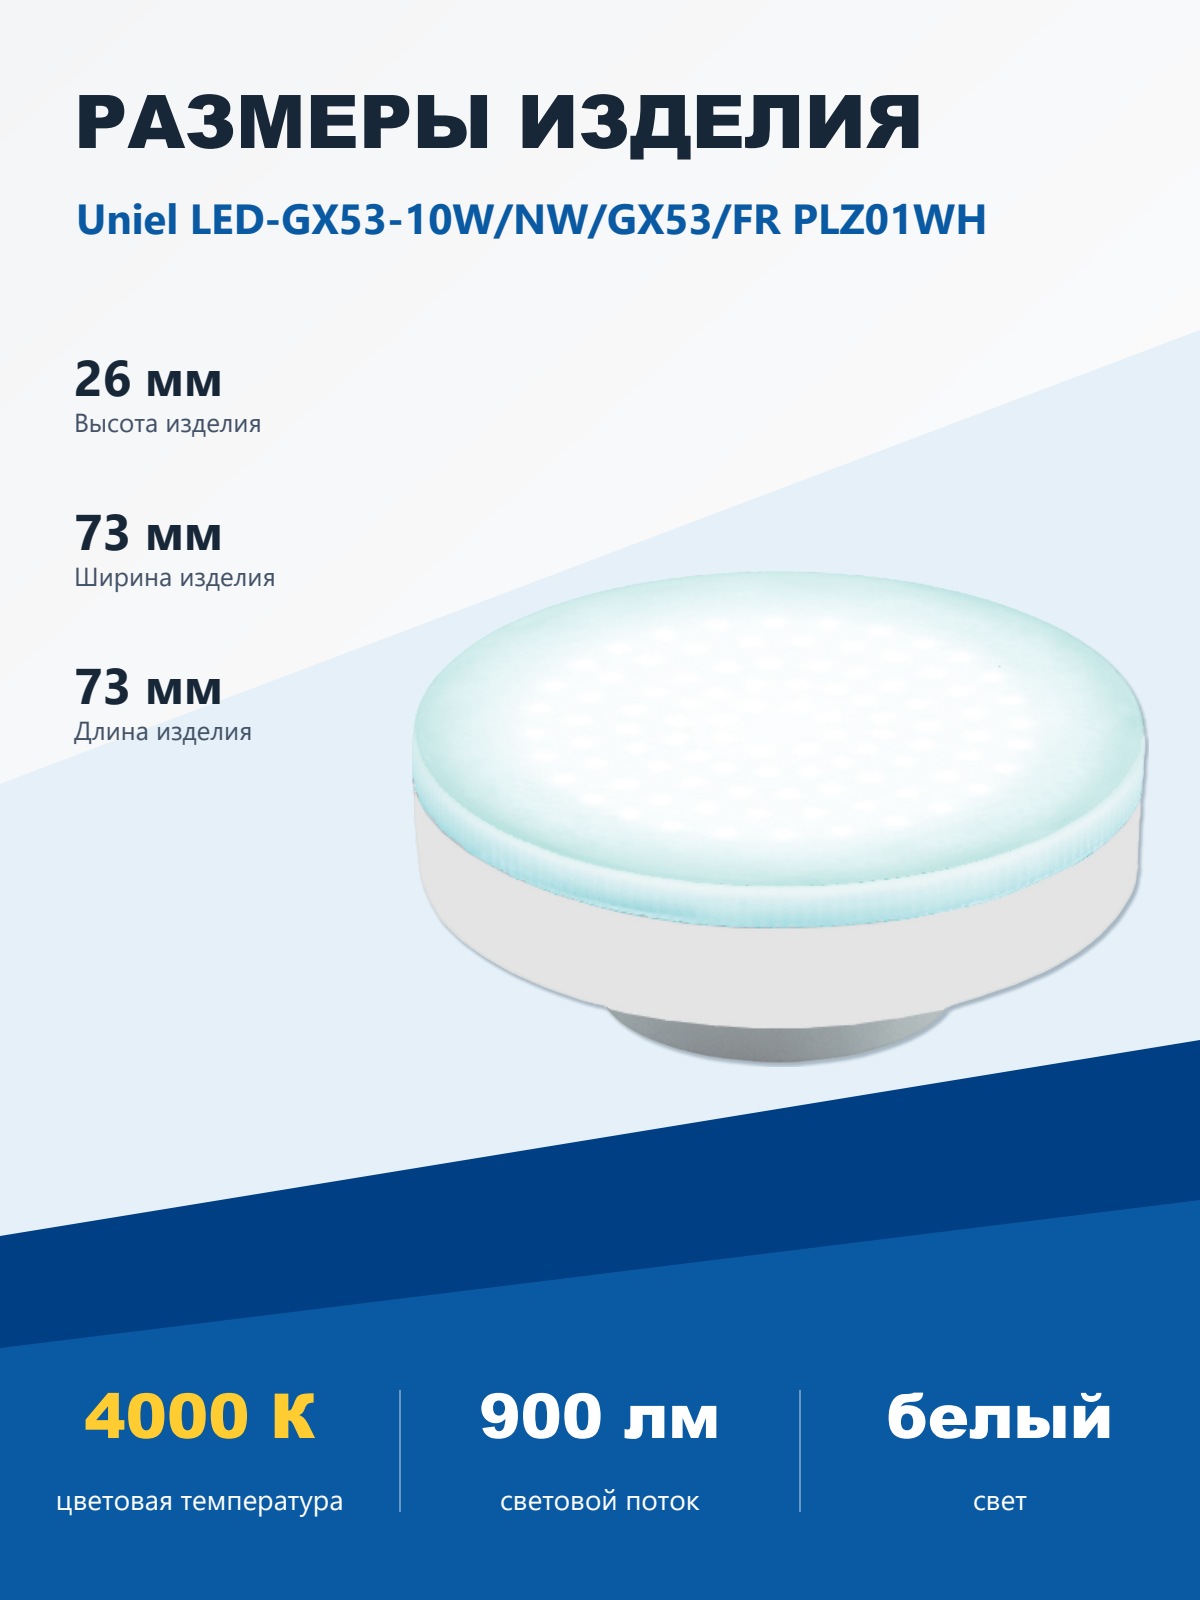 РАЗМЕРЫ ИЗДЕЛИЯ
Uniel LED-GX53-10W/NW/GX53/FR PLZ01WH
26 мм
Высота изделия
73 мм
Ширина изделия
73 мм
Длина изделия
4000 К
цветовая температура
900 лм
световой поток
белый
свет